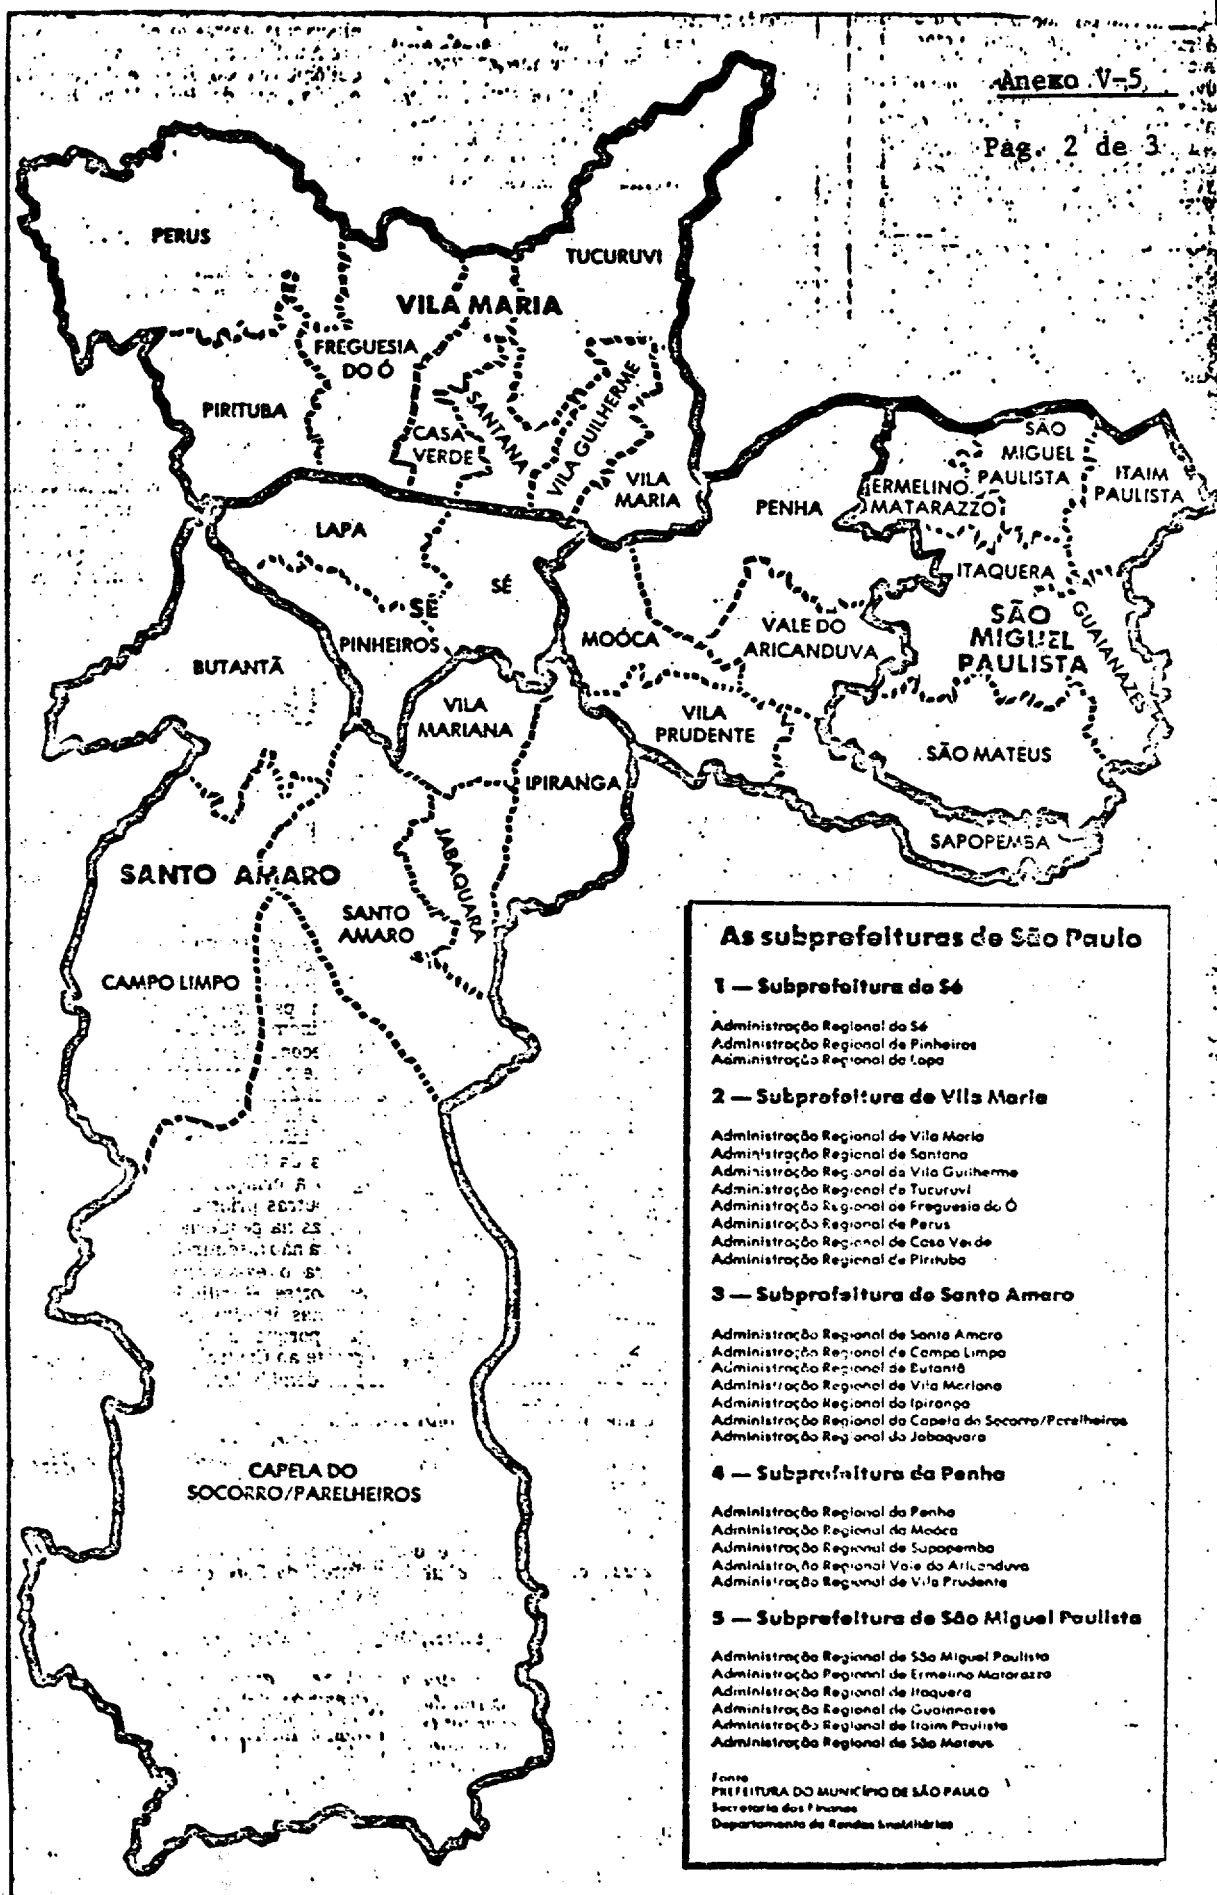 Anexo V-5
Pág. 2 de 3
PERUS
TUCURUVI
VILA MARIA
FREGUESIA
DO Ó
PIRITUBA
CASA
VERDE
SANTANA
VILA GUILHERME
VILA
MARIA
SÃO
MIGUEL
PAULISTA
ITAIM
PAULISTA
ERMELINO
MATARAZZO
PENHA
LAPA
SÉ
SÉ
ITAQUERA
GUAIANAZES
SÃO
MIGUEL
PAULISTA
PINHEIROS
MOÓCA
VALE DO
ARICANDUVA
BUTANTÃ
VILA
MARIANA
VILA
PRUDENTE
SÃO MATEUS
IPIRANGA
JABAQUARA
SAPOPEMBA
SANTO AMARO
SANTO
AMARO
CAMPO LIMPO
CAPELA DO
SOCORRO/PARELHEIROS
As subprefeituras de São Paulo
1 — Subprefeitura da Sé
Administração Regional da Sé
Administração Regional de Pinheiros
Administração Regional da Lapa
2 — Subprefeitura de Vila Maria
Administração Regional de Vila Maria
Administração Regional de Santana
Administração Regional da Vila Guilherme
Administração Regional de Tucuruvi
Administração Regional de Freguesia do Ó
Administração Regional de Perus
Administração Regional de Casa Verde
Administração Regional de Pirituba
3 — Subprefeitura de Santo Amaro
Administração Regional de Santo Amaro
Administração Regional de Campo Limpo
Administração Regional de Butantã
Administração Regional de Vila Mariana
Administração Regional do Ipiranga
Administração Regional da Capela do Socorro/Parelheiros
Administração Regional do Jabaquara
4 — Subprefeitura da Penha
Administração Regional da Penha
Administração Regional da Moóca
Administração Regional de Sapopemba
Administração Regional Vale do Aricanduva
Administração Regional de Vila Prudente
5 — Subprefeitura de São Miguel Paulista
Administração Regional de São Miguel Paulista
Administração Regional de Ermelino Matarazzo
Administração Regional de Itaquera
Administração Regional de Guaianazes
Administração Regional de Itaim Paulista
Administração Regional de São Mateus
Fonte
PREFEITURA DO MUNICÍPIO DE SÃO PAULO
Secretaria das Finanças
Departamento de Rendas Imobiliárias